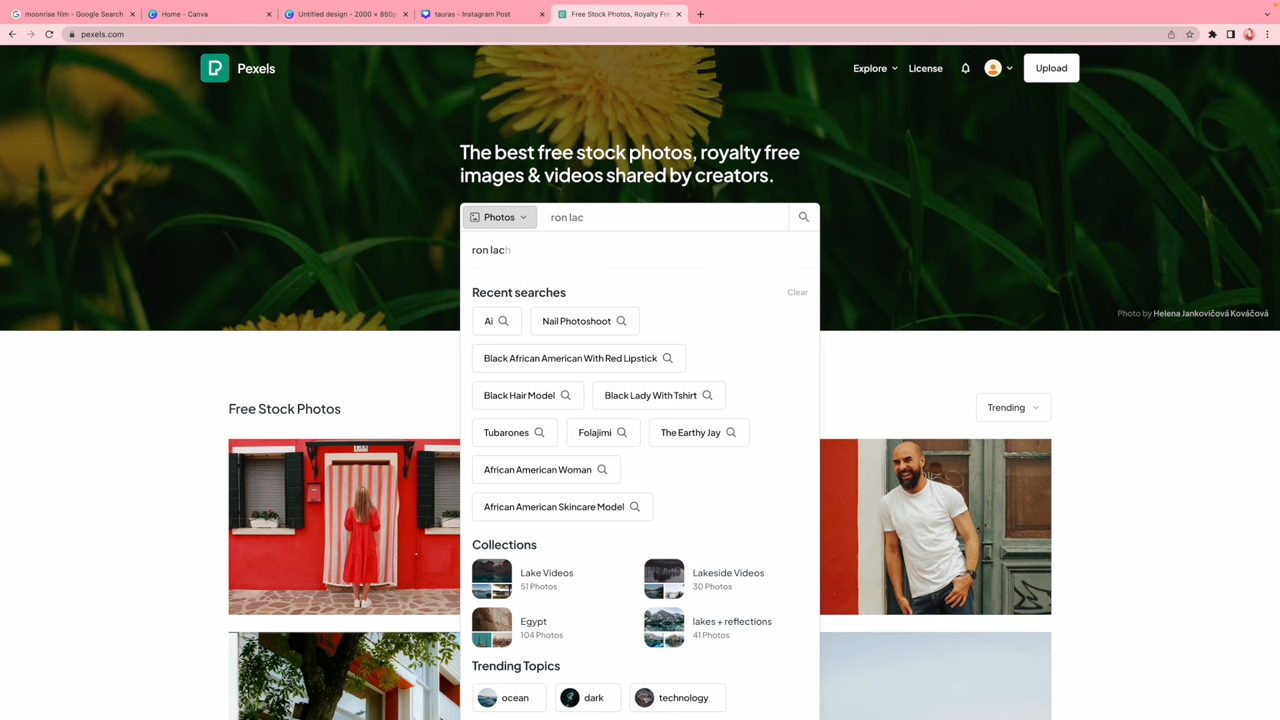 moonrise film - Google Search
Home - Canva
Untitled design - 2000 × 850p
tauras - Instagram Post
Free Stock Photos, Royalty Fre
pexels.com
Pexels
Explore
License
Upload
The best free stock photos, royalty free
images & videos shared by creators.
Photos
ron lac
ron lach
Recent searches
Clear
Ai
Nail Photoshoot
Black African American With Red Lipstick
Black Hair Model
Black Lady With Tshirt
Tubarones
Folajimi
The Earthy Jay
African American Woman
African American Skincare Model
Photo by Helena Jankovičová Kováčová
Free Stock Photos
Trending
Collections
Lake Videos
51 Photos
Lakeside Videos
30 Photos
Egypt
104 Photos
lakes + reflections
41 Photos
Trending Topics
ocean
dark
technology